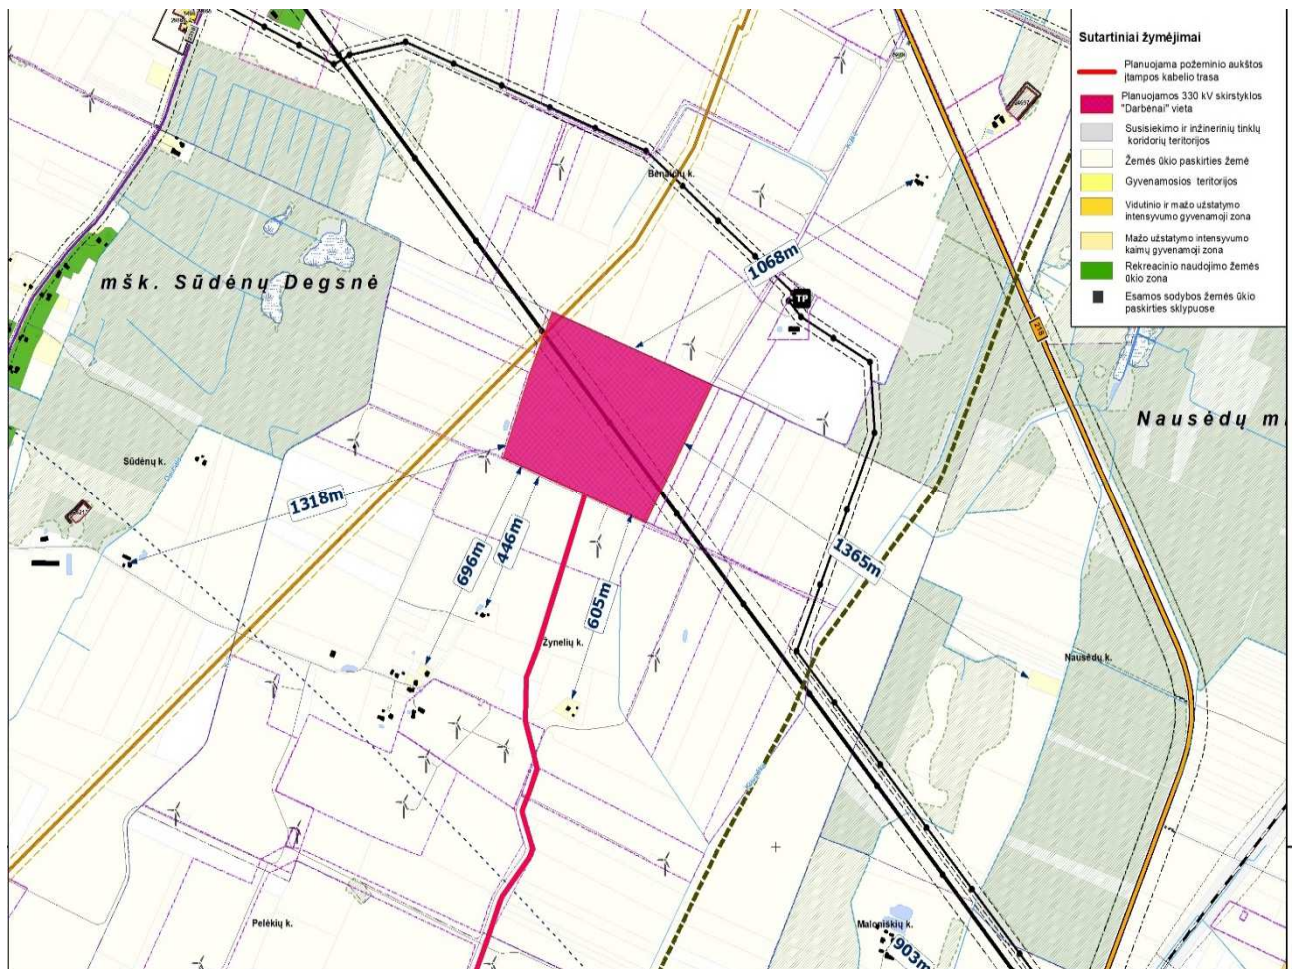 Sutartiniai žymėjimai
Planuojama požeminio aukštos
įtampos kabelio trasa
Planuojamos 330 kV skirstyklos
"Darbėnai" vieta
Susisiekimo ir inžinerinių tinklų
koridorių teritorijos
Žemės ūkio paskirties žemė
Gyvenamosios teritorijos
Vidutinio ir mažo užstatymo
intensyvumo gyvenamoji zona
Mažo užstatymo intensyvumo
kaimų gyvenamoji zona
Rekreacinio naudojimo žemės
ūkio zona
Esamos sodybos žemės ūkio
paskirties sklypuose
Bėnaičių k.
1068m
mšk. Sūdėnų Degsnė
TP
218
Nausėdų m
Sūdėnų k.
1318m
696m
446m
605m
1365m
Žynelių k.
Nausėdų k.
Pelėkių k.
Maloniškių k.
903m